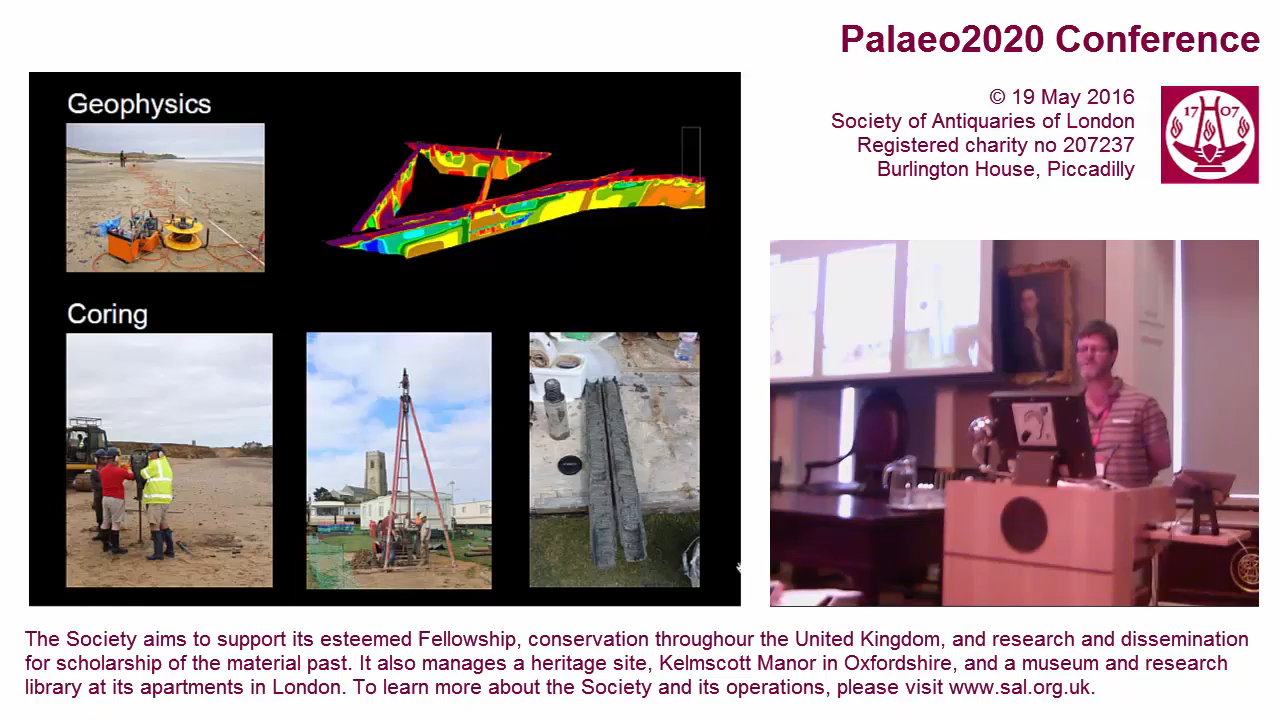 Palaeo2020 Conference
© 19 May 2016
Society of Antiquaries of London
Registered charity no 207237
Burlington House, Piccadilly
17 07
Geophysics
Coring
The Society aims to support its esteemed Fellowship, conservation throughour the United Kingdom, and research and dissemination
for scholarship of the material past. It also manages a heritage site, Kelmscott Manor in Oxfordshire, and a museum and research
library at its apartments in London. To learn more about the Society and its operations, please visit www.sal.org.uk.